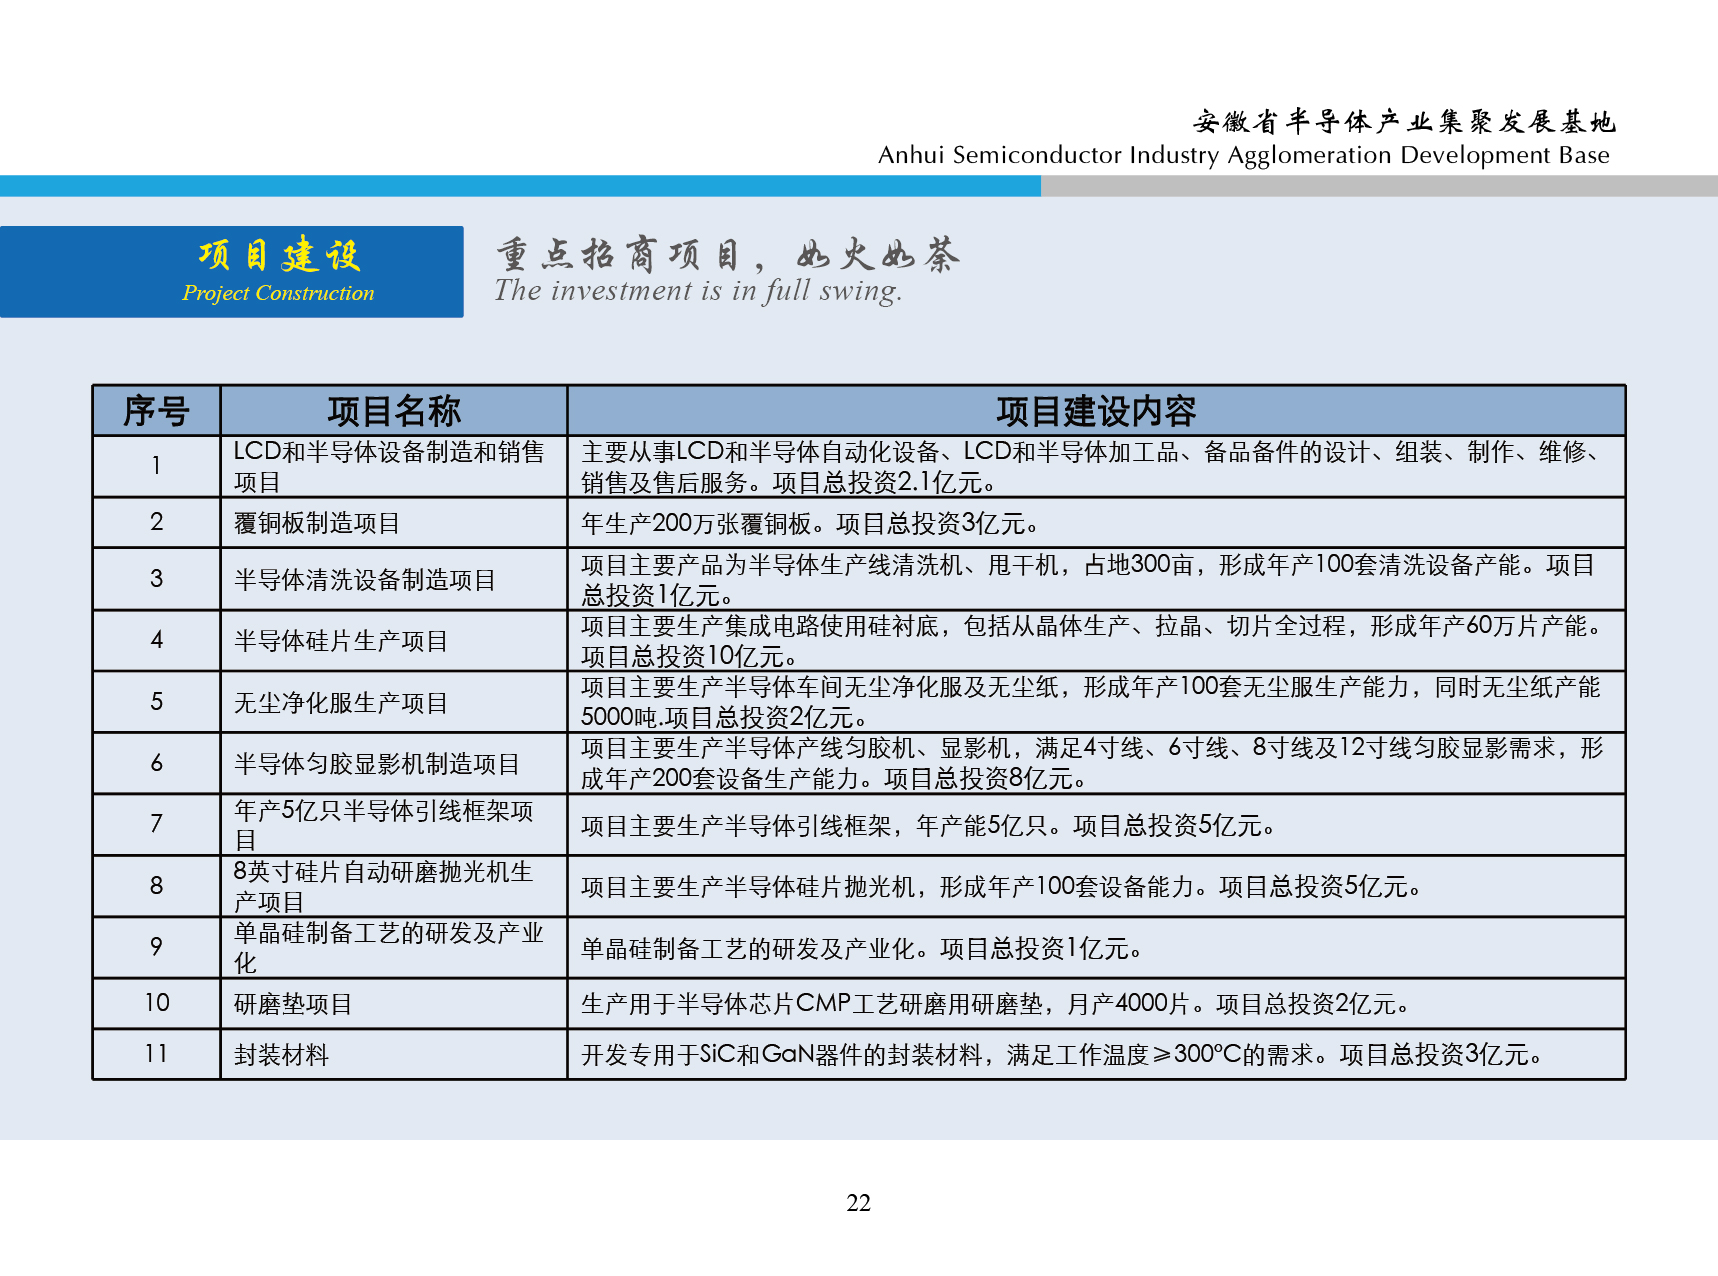 安徽省半导体产业集聚发展基地
Anhui Semiconductor Industry Agglomeration Development Base
项目建设
Project Construction
重点招商项目，如火如荼
The investment is in full swing.
序号 项目名称 项目建设内容
1 LCD和半导体设备制造和销售
项目
主要从事LCD和半导体自动化设备、LCD和半导体加工品、备品备件的设计、组装、制作、维修、
销售及售后服务。项目总投资2.1亿元。
2 覆铜板制造项目 年生产200万张覆铜板。项目总投资3亿元。
3 半导体清洗设备制造项目
项目主要产品为半导体生产线清洗机、甩干机，占地300亩，形成年产100套清洗设备产能。项目
总投资1亿元。
4 半导体硅片生产项目
项目主要生产集成电路使用硅衬底，包括从晶体生产、拉晶、切片全过程，形成年产60万片产能。
项目总投资10亿元。
5 无尘净化服生产项目
项目主要生产半导体车间无尘净化服及无尘纸，形成年产100套无尘服生产能力，同时无尘纸产能
5000吨.项目总投资2亿元。
6 半导体匀胶显影机制造项目
项目主要生产半导体产线匀胶机、显影机，满足4寸线、6寸线、8寸线及12寸线匀胶显影需求，形
成年产200套设备生产能力。项目总投资8亿元。
7 年产5亿只半导体引线框架项
目
项目主要生产半导体引线框架，年产能5亿只。项目总投资5亿元。
8 8英寸硅片自动研磨抛光机生
产项目
项目主要生产半导体硅片抛光机，形成年产100套设备能力。项目总投资5亿元。
9 单晶硅制备工艺的研发及产业
化
单晶硅制备工艺的研发及产业化。项目总投资1亿元。
10 研磨垫项目 生产用于半导体芯片CMP工艺研磨用研磨垫，月产4000片。项目总投资2亿元。
11 封装材料 开发专用于SiC和GaN器件的封装材料，满足工作温度≥300°C的需求。项目总投资3亿元。
22